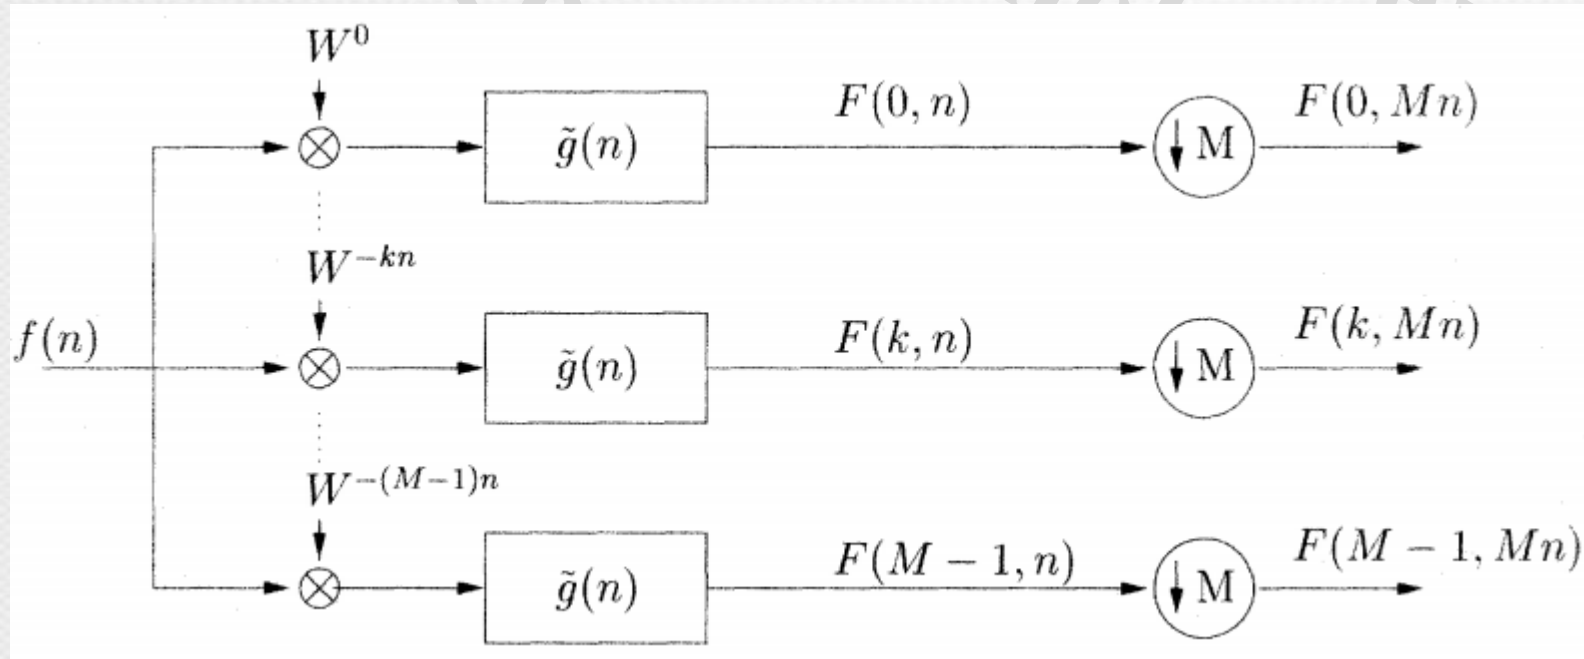 W^0
F(0, n)
F(0, Mn)
g̃(n)
↓ M
W^{-kn}
f(n)
F(k, n)
F(k, Mn)
g̃(n)
↓ M
W^{-(M-1)n}
F(M − 1, n)
F(M − 1, Mn)
g̃(n)
↓ M